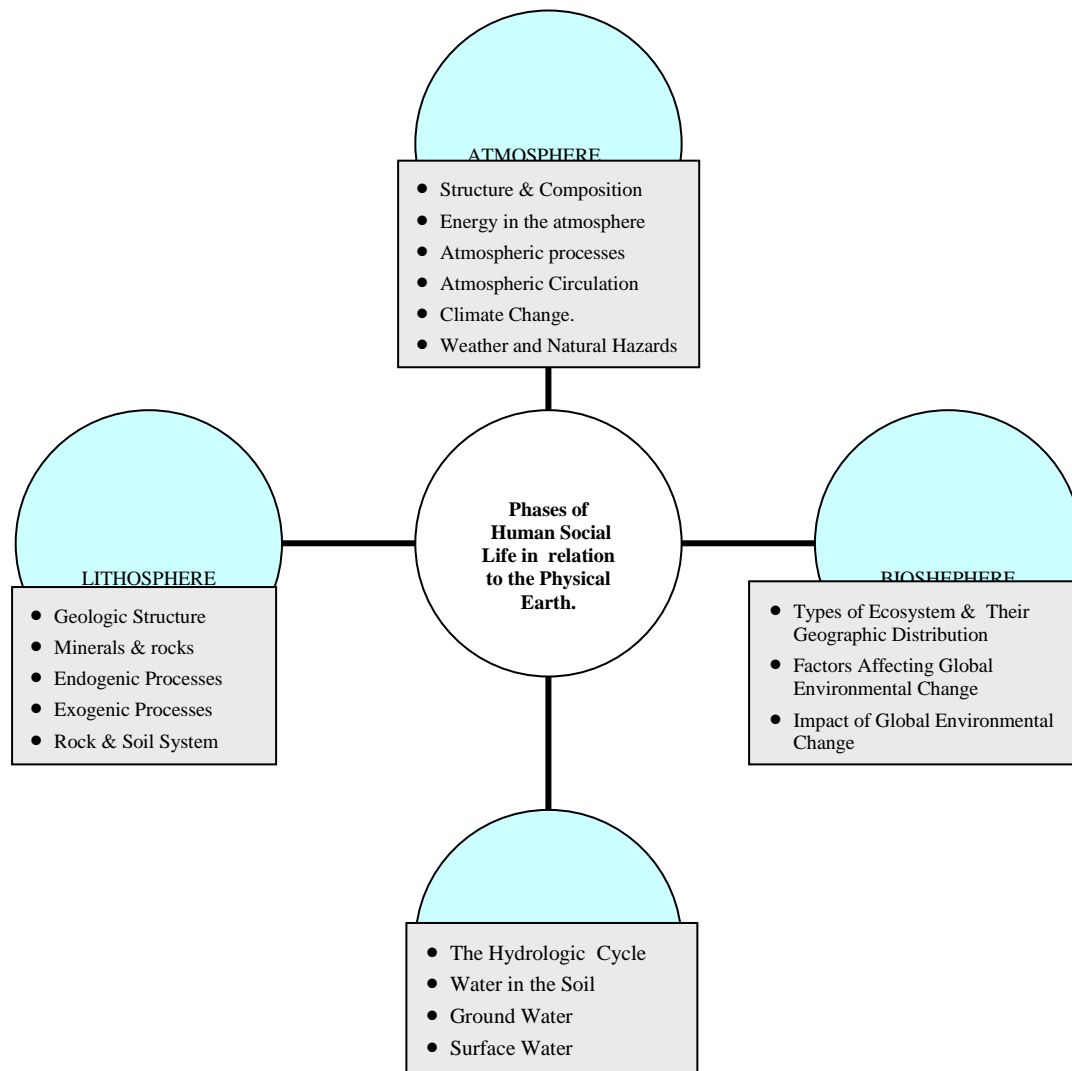 ATMOSPHERE
• Structure & Composition
• Energy in the atmosphere
• Atmospheric processes
• Atmospheric Circulation
• Climate Change.
• Weather and Natural Hazards
Phases of
Human Social
Life in relation
to the Physical
Earth.
LITHOSPHERE
• Geologic Structure
• Minerals & rocks
• Endogenic Processes
• Exogenic Processes
• Rock & Soil System
BIOSHEPHERE
• Types of Ecosystem & Their
Geographic Distribution
• Factors Affecting Global
Environmental Change
• Impact of Global Environmental
Change
• The Hydrologic Cycle
• Water in the Soil
• Ground Water
• Surface Water